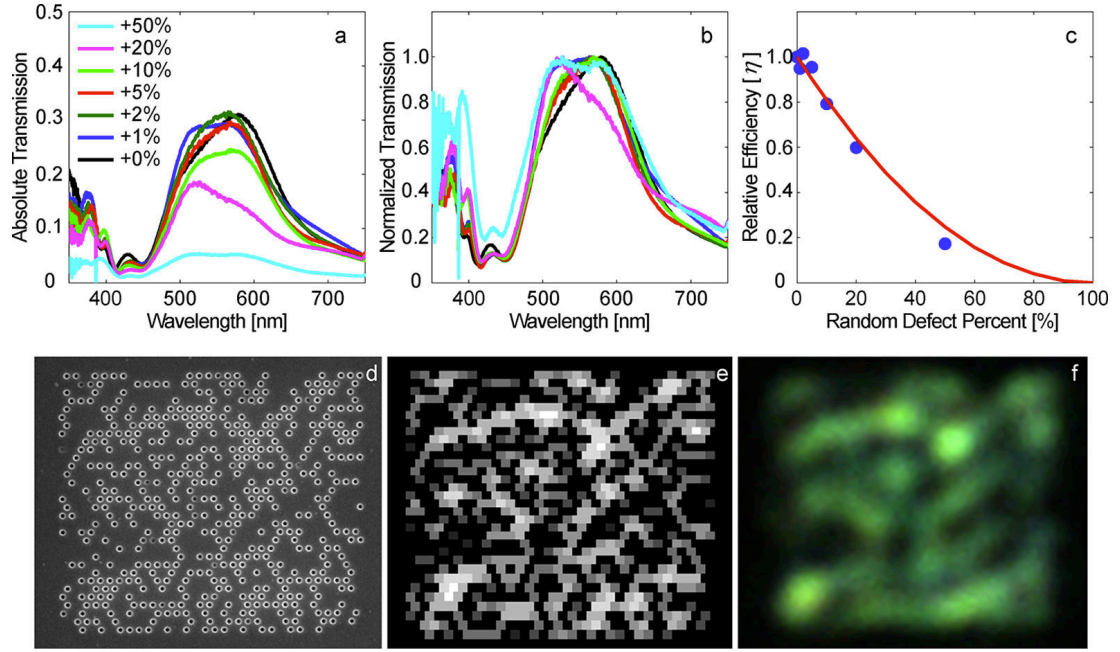 a
Absolute Transmission
0.5
0.4
0.3
0.2
0.1
0
+50%
+20%
+10%
+5%
+2%
+1%
+0%
400 500 600 700
Wavelength [nm]
b
Normalized Transmission
1.0
0.8
0.6
0.4
0.2
0
400 500 600 700
Wavelength [nm]
c
Relative Efficiency [η]
1.0
0.8
0.6
0.4
0.2
0
0 20 40 60 80 100
Random Defect Percent [%]
d
e
f